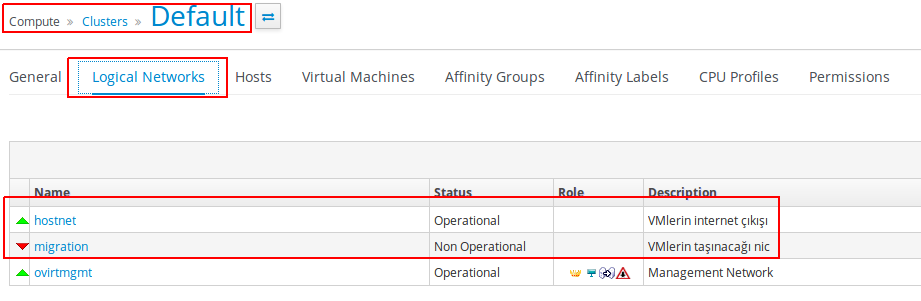 Compute » Clusters » Default
General Logical Networks Hosts Virtual Machines Affinity Groups Affinity Labels CPU Profiles Permissions
Name Status Role Description
hostnet Operational VMlerin internet çıkışı
migration Non Operational VMlerin taşınacağı nic
ovirtmgmt Operational Management Network